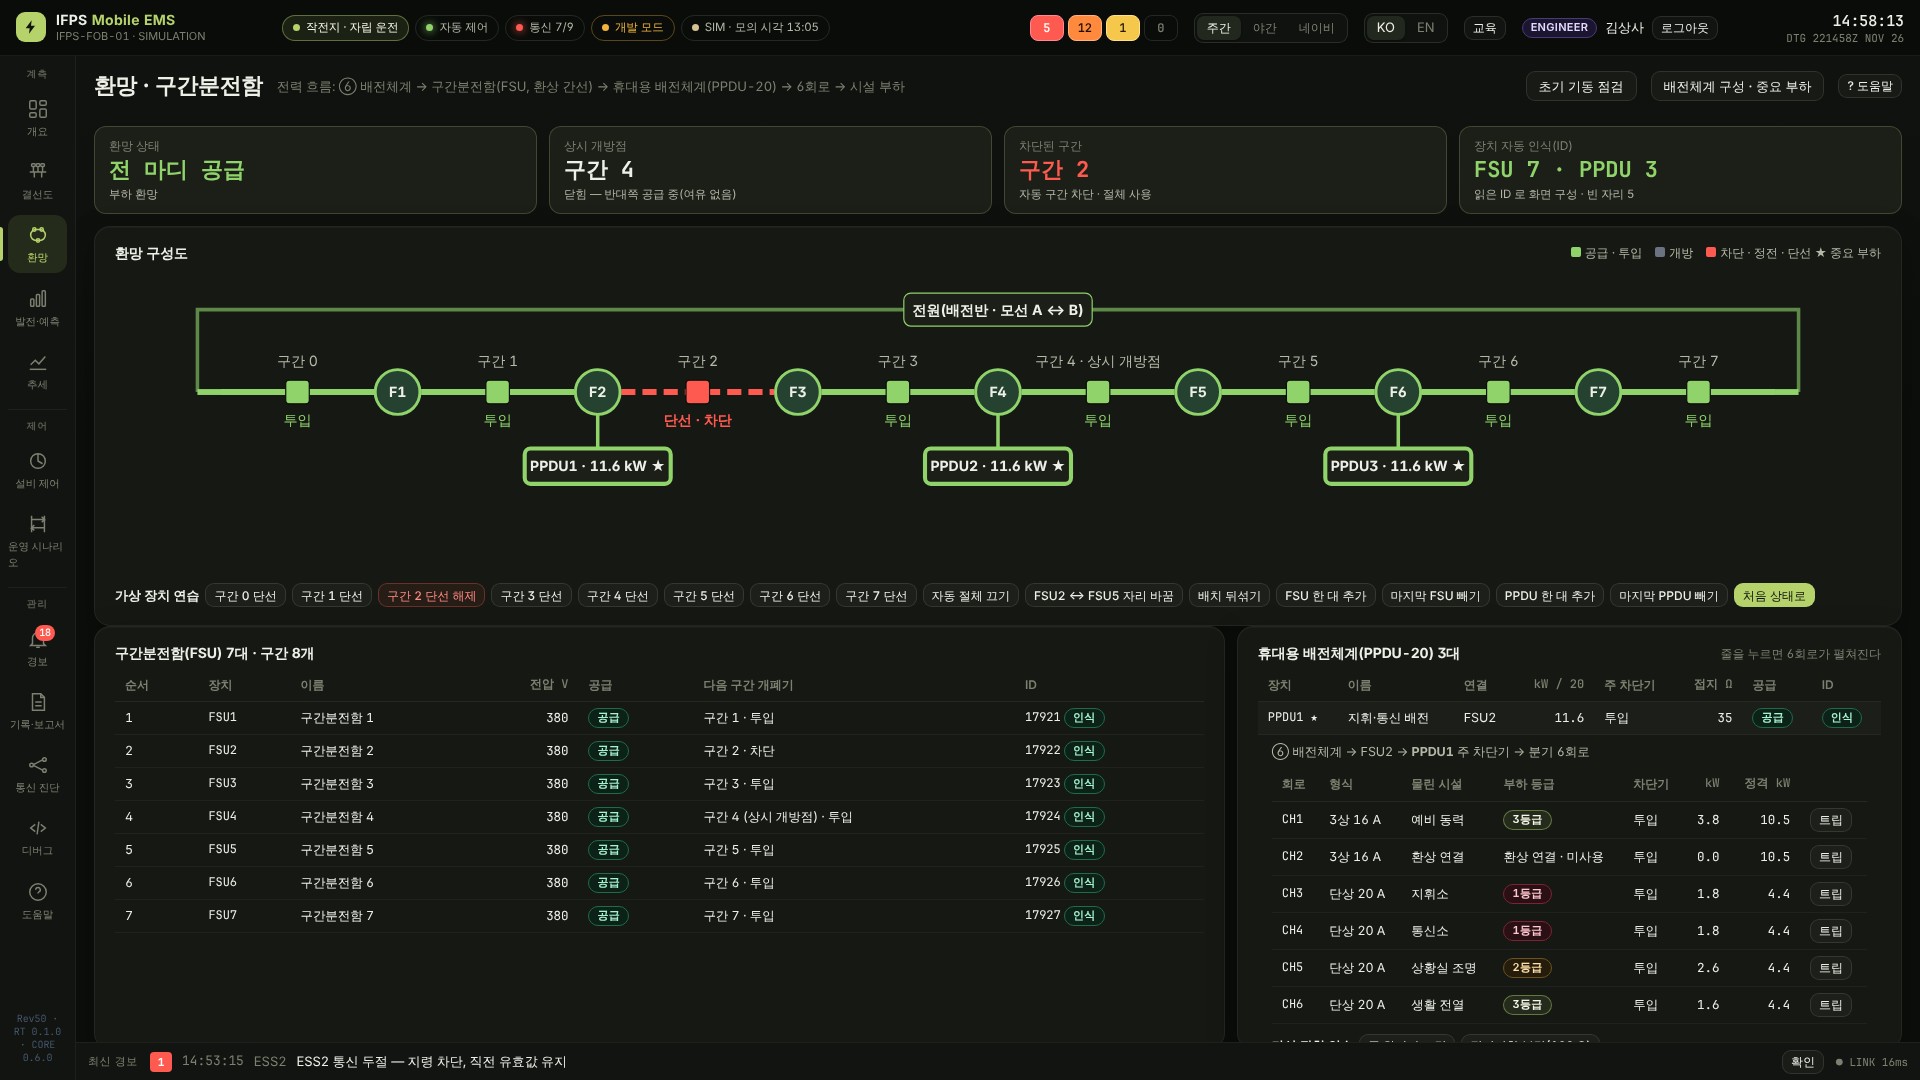 IFPS Mobile EMS
IFPS-FOB-01 · SIMULATION
작전지 · 자립 운전
자동 제어
통신 7/9
개발 모드
SIM · 모의 시각 13:05
5
12
1
0
주간
야간
네이비
KO
EN
교육
ENGINEER
김상사
로그아웃
14:58:13
DTG 221458Z NOV 26
계측
개요
결선도
환망
발전·예측
추세
제어
설비 제어
운영 시나리
오
관리
18
경보
기록·보고서
통신 진단
디버그
도움말
Rev50 ·
RT 0.1.0
· CORE
0.6.0
환망 · 구간분전함
전력 흐름: ⑥ 배전체계 → 구간분전함(FSU, 환상 간선) → 휴대용 배전체계(PPDU-20) → 6회로 → 시설 부하
초기 기동 점검
배전체계 구성 · 중요 부하
? 도움말
환망 상태
전 마디 공급
부하 환망
상시 개방점
구간 4
닫힘 — 반대쪽 공급 중(여유 없음)
차단된 구간
구간 2
자동 구간 차단 · 절체 사용
장치 자동 인식(ID)
FSU 7 · PPDU 3
읽은 ID 로 화면 구성 · 빈 자리 5
환망 구성도
공급 · 투입
개방
차단 · 정전 · 단선 ★ 중요 부하
전원(배전반 · 모선 A ↔ B)
구간 0
구간 1
구간 2
구간 3
구간 4 · 상시 개방점
구간 5
구간 6
구간 7
F1
F2
F3
F4
F5
F6
F7
투입
투입
단선 · 차단
투입
투입
투입
투입
투입
PPDU1 · 11.6 kW ★
PPDU2 · 11.6 kW ★
PPDU3 · 11.6 kW ★
가상 장치 연습
구간 0 단선
구간 1 단선
구간 2 단선 해제
구간 3 단선
구간 4 단선
구간 5 단선
구간 6 단선
구간 7 단선
자동 절체 끄기
FSU2 ↔ FSU5 자리 바꿈
배치 뒤섞기
FSU 한 대 추가
마지막 FSU 빼기
PPDU 한 대 추가
마지막 PPDU 빼기
처음 상태로
구간분전함(FSU) 7대 · 구간 8개
순서 장치 이름 전압 V 공급 다음 구간 개폐기 ID
1 FSU1 구간분전함 1 380 공급 구간 1 · 투입 17921 인식
2 FSU2 구간분전함 2 380 공급 구간 2 · 차단 17922 인식
3 FSU3 구간분전함 3 380 공급 구간 3 · 투입 17923 인식
4 FSU4 구간분전함 4 380 공급 구간 4 (상시 개방점) · 투입 17924 인식
5 FSU5 구간분전함 5 380 공급 구간 5 · 투입 17925 인식
6 FSU6 구간분전함 6 380 공급 구간 6 · 투입 17926 인식
7 FSU7 구간분전함 7 380 공급 구간 7 · 투입 17927 인식
휴대용 배전체계(PPDU-20) 3대
줄을 누르면 6회로가 펼쳐진다
장치 이름 연결 kW / 20 주 차단기 접지 Ω 공급 ID
PPDU1 ★ 지휘·통신 배전 FSU2 11.6 투입 35 공급 인식
⑥ 배전체계 → FSU2 → PPDU1 주 차단기 → 분기 6회로
회로 형식 물린 시설 부하 등급 차단기 kW 정격 kW
CH1 3상 16 A 예비 동력 3등급 투입 3.8 10.5 트립
CH2 3상 16 A 환상 연결 환상 연결 · 미사용 투입 0.0 10.5 트립
CH3 단상 20 A 지휘소 1등급 투입 1.8 4.4 트립
CH4 단상 20 A 통신소 1등급 투입 1.8 4.4 트립
CH5 단상 20 A 상황실 조명 2등급 투입 2.6 4.4 트립
CH6 단상 20 A 생활 전열 3등급 투입 1.6 4.4 트립
최신 경보
1
14:53:15 ESS2 ESS2 통신 두절 — 지령 차단, 직전 유효값 유지
확인
LINK 16ms